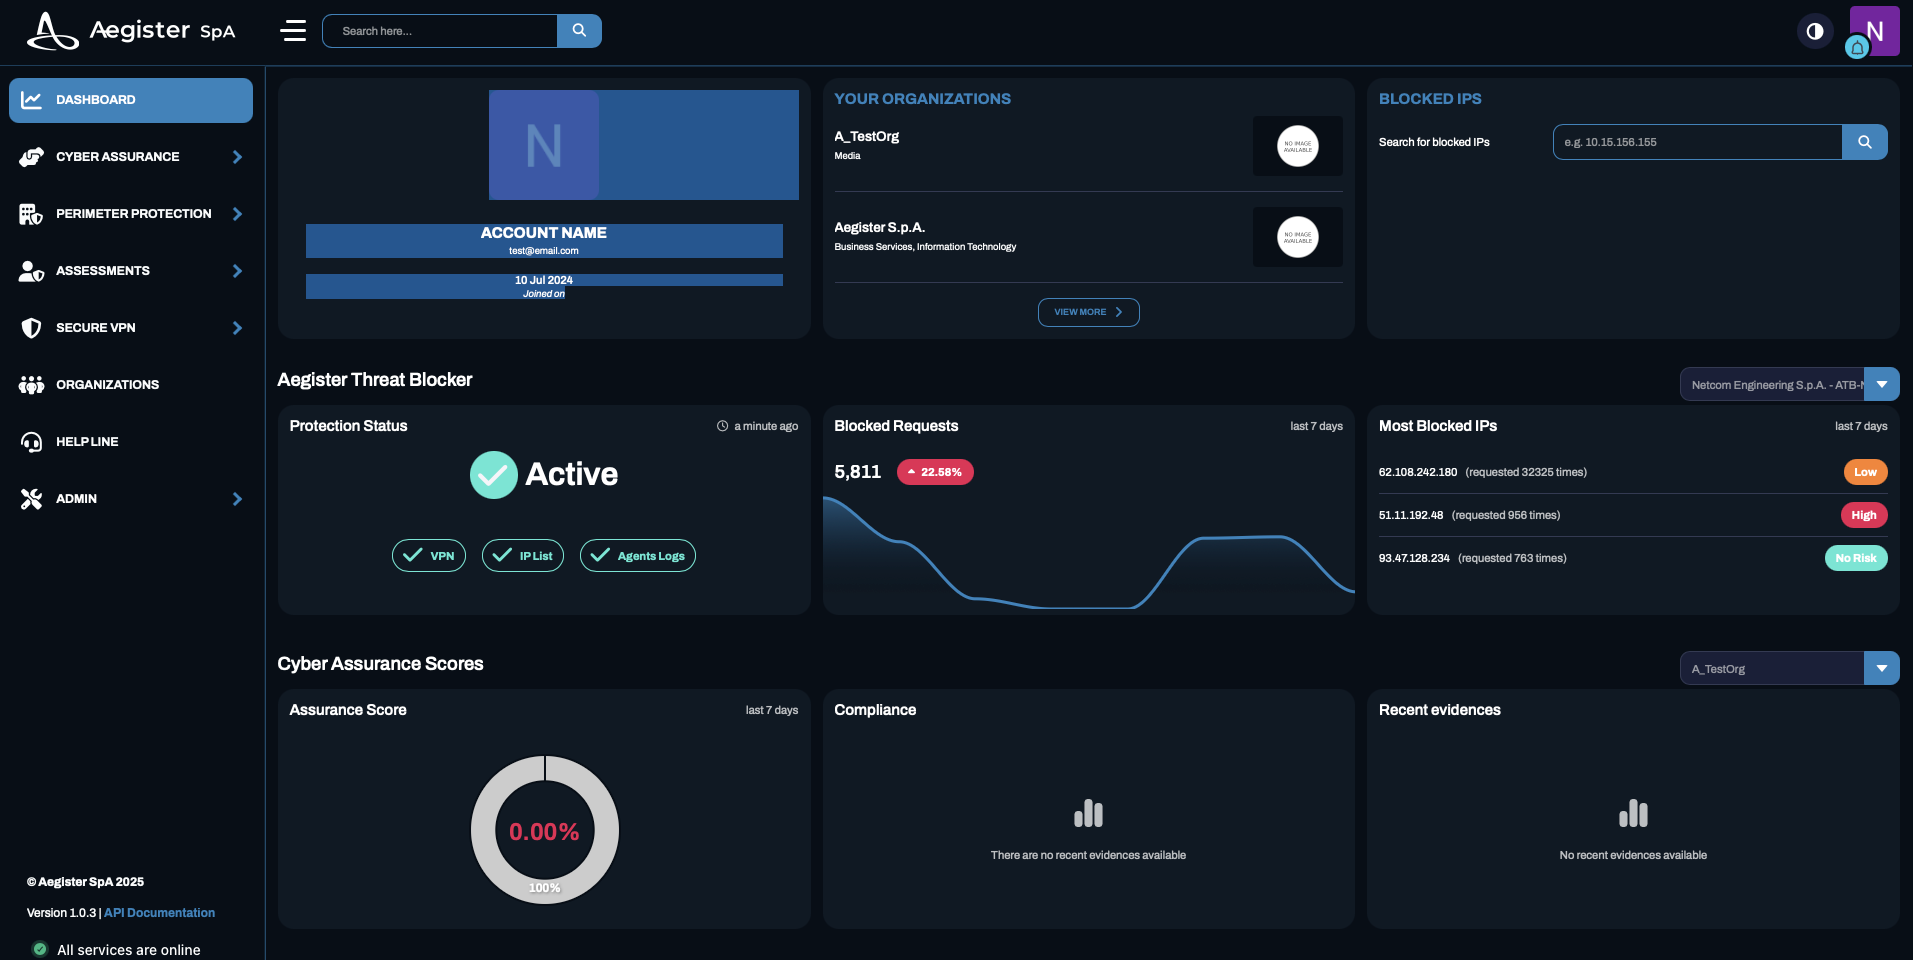 Aegister SpA
Search here...
N
DASHBOARD
CYBER ASSURANCE
PERIMETER PROTECTION
ASSESSMENTS
SECURE VPN
ORGANIZATIONS
HELP LINE
ADMIN
© Aegister SpA 2025
Version 1.0.3 | API Documentation
All services are online
N
ACCOUNT NAME
test@email.com
10 Jul 2024
Joined on
YOUR ORGANIZATIONS
A_TestOrg
Media
NO IMAGE
AVAILABLE
Aegister S.p.A.
Business Services, Information Technology
NO IMAGE
AVAILABLE
VIEW MORE
BLOCKED IPS
Search for blocked IPs
e.g. 10.15.156.155
Aegister Threat Blocker
Netcom Engineering S.p.A. - ATB-
Protection Status
a minute ago
Active
VPN
IP List
Agents Logs
Blocked Requests
last 7 days
5,811
22.58%
Most Blocked IPs
last 7 days
62.108.242.180 (requested 32325 times)
Low
51.11.192.48 (requested 956 times)
High
93.47.128.234 (requested 763 times)
No Risk
Cyber Assurance Scores
A_TestOrg
Assurance Score
last 7 days
0.00%
100%
Compliance
There are no recent evidences available
Recent evidences
No recent evidences available